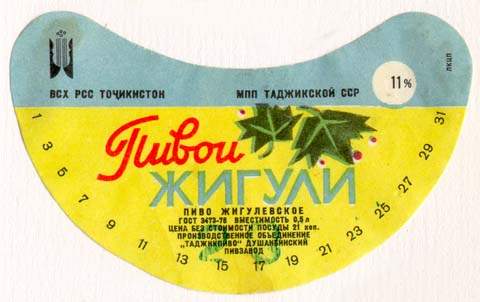 ВСХ РСС ТОҶИКИСТОН
МПП ТАДЖИКСКОЙ ССР
11%
ЛКЦП
Пивои
ЖИГУЛИ
ПИВО ЖИГУЛЕВСКОЕ
ГОСТ 3473-78 ВМЕСТИМОСТЬ 0,5 л
ЦЕНА БЕЗ СТОИМОСТИ ПОСУДЫ 21 коп.
ПРОИЗВОДСТВЕННОЕ ОБЪЕДИНЕНИЕ
„ТАДЖИКПИВО" ДУШАНБИНСКИЙ
ПИВЗАВОД
1 3 5 7 9 11 13 15 17 19 21 23 25 27 29 31